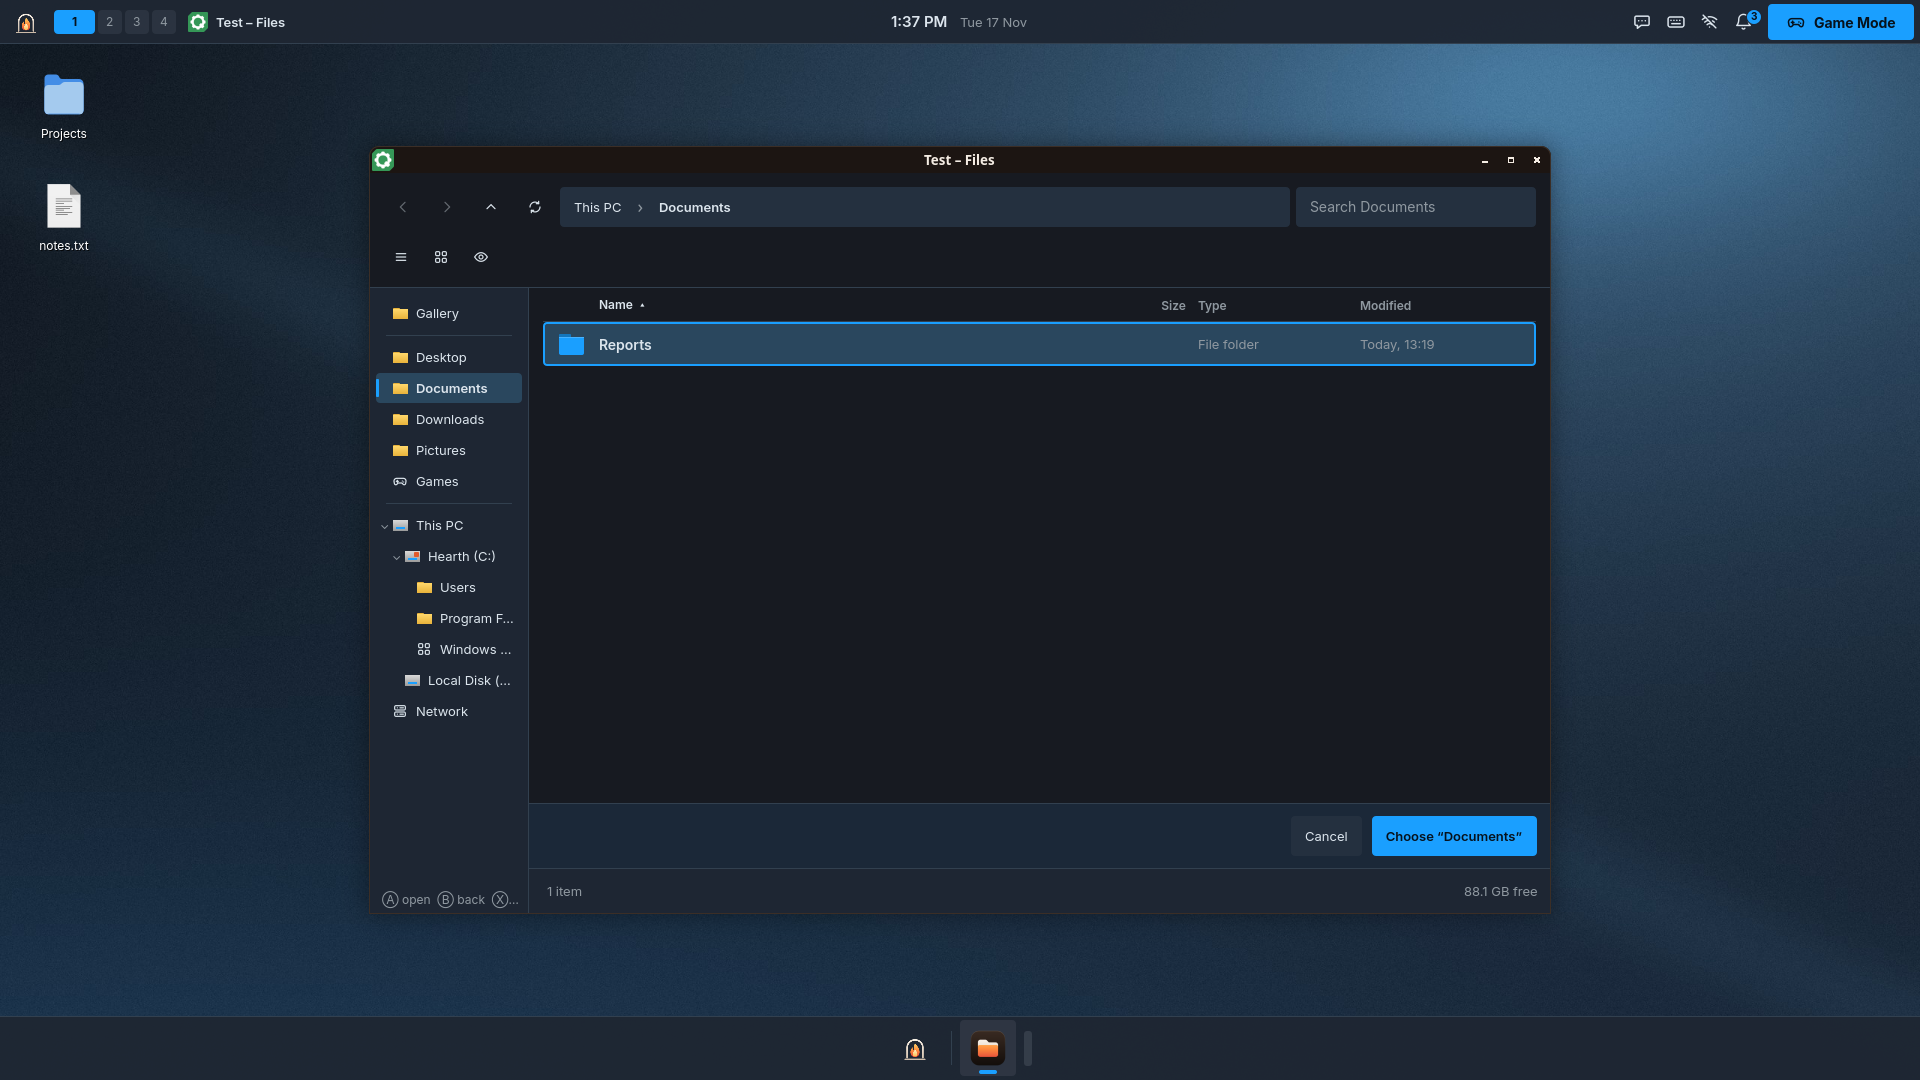 1 2 3 4 Test – Files
1:37 PM Tue 17 Nov
3 Game Mode
Projects
notes.txt
Test – Files
This PC › Documents
Search Documents
Gallery
Desktop
Documents
Downloads
Pictures
Games
This PC
Hearth (C:)
Users
Program F...
Windows ...
Local Disk (...
Network
A open B back X...
Name Size Type Modified
Reports File folder Today, 13:19
Cancel Choose “Documents”
1 item 88.1 GB free